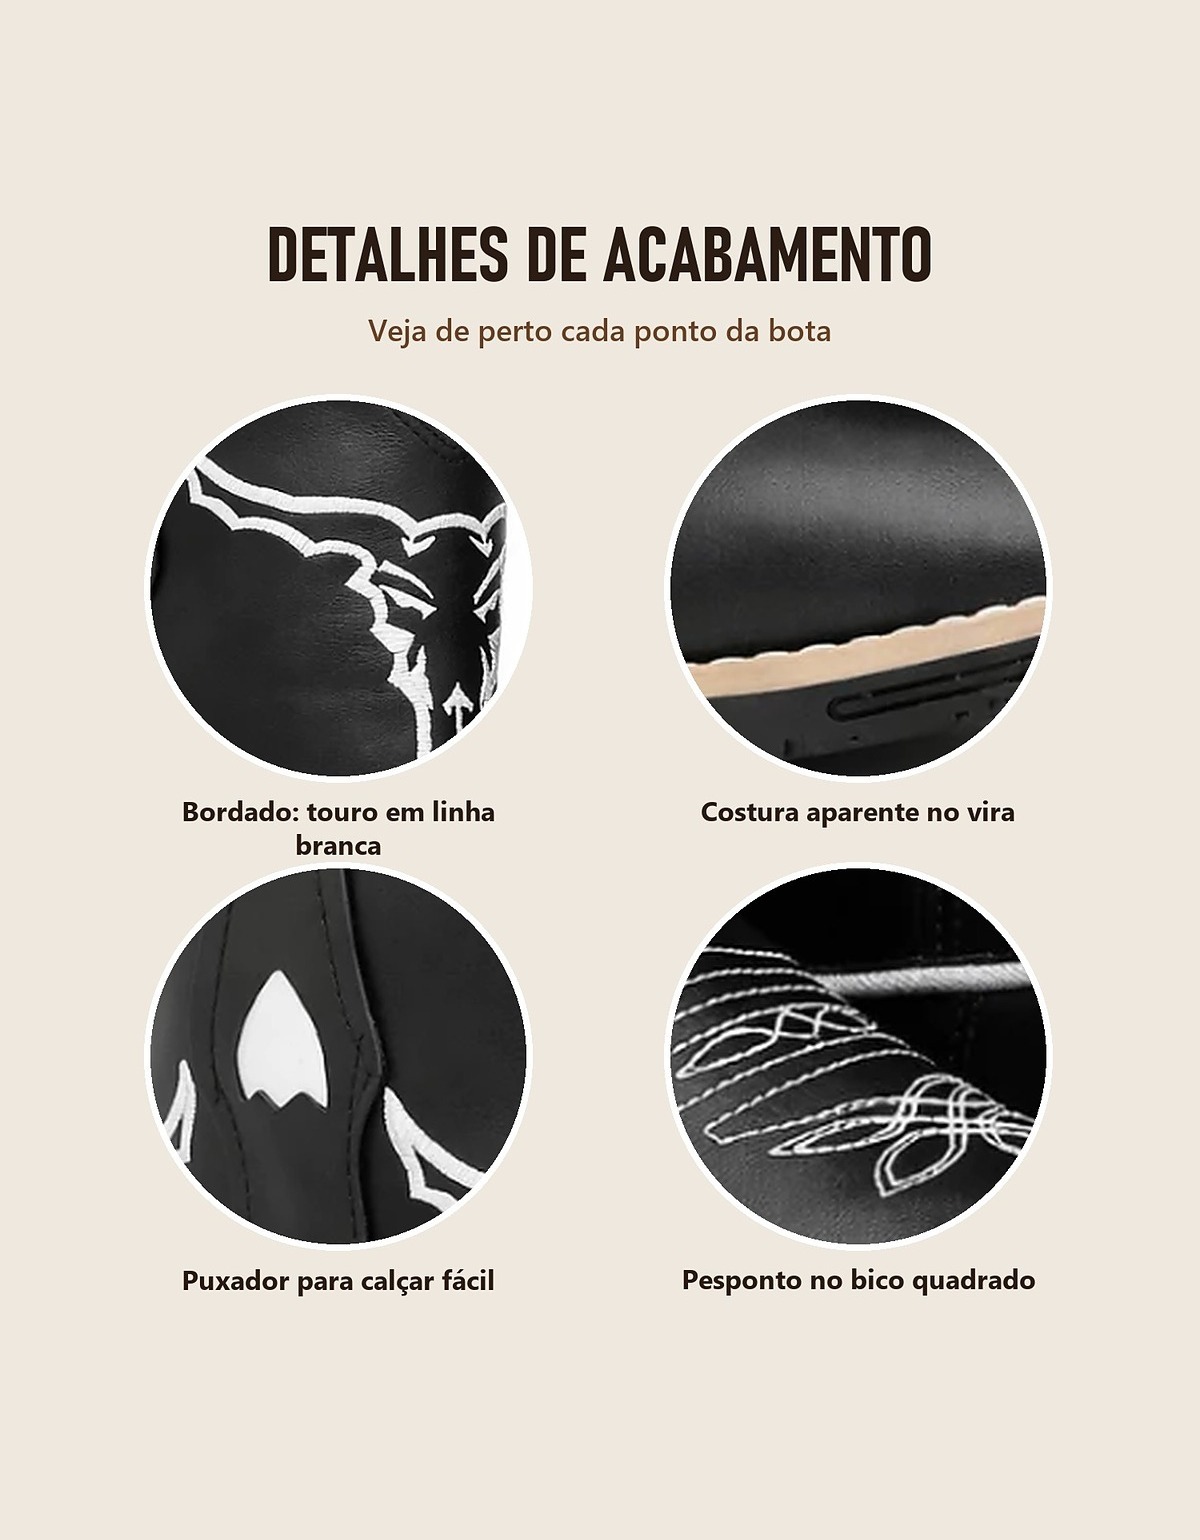 DETALHES DE ACABAMENTO
Veja de perto cada ponto da bota
Bordado: touro em linha
branca
Costura aparente no vira
Puxador para calçar fácil
Pesponto no bico quadrado